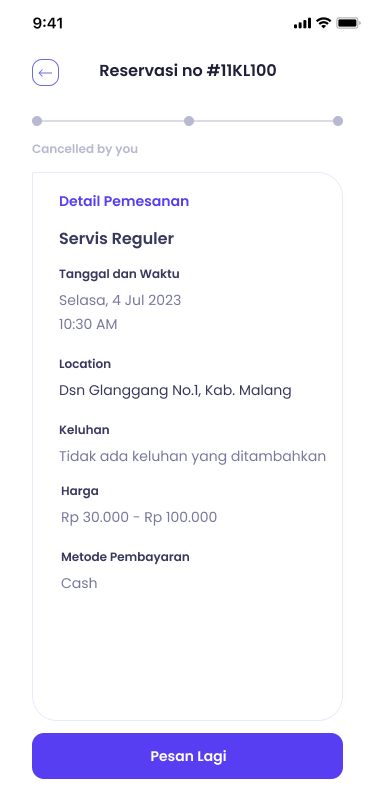 9:41
Reservasi no #11KL100
Cancelled by you
Detail Pemesanan
Servis Reguler
Tanggal dan Waktu
Selasa, 4 Jul 2023
10:30 AM
Location
Dsn Glanggang No.1, Kab. Malang
Keluhan
Tidak ada keluhan yang ditambahkan
Harga
Rp 30.000 - Rp 100.000
Metode Pembayaran
Cash
Pesan Lagi